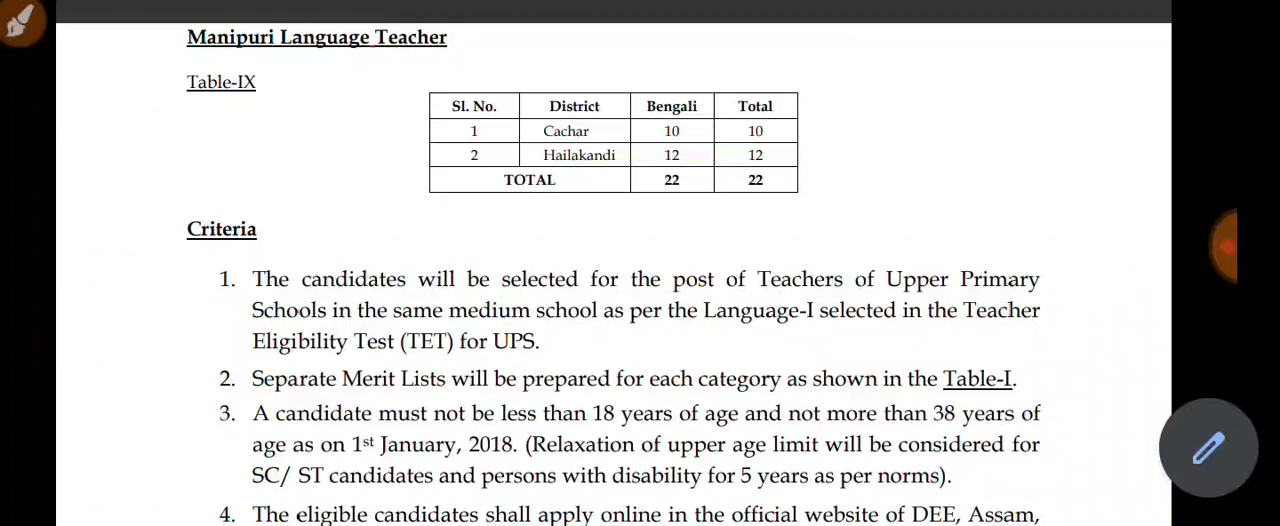 Manipuri Language Teacher
Table-IX
Sl. No. District Bengali Total
1 Cachar 10 10
2 Hailakandi 12 12
TOTAL 22 22
Criteria
1. The candidates will be selected for the post of Teachers of Upper Primary
Schools in the same medium school as per the Language-I selected in the Teacher
Eligibility Test (TET) for UPS.
2. Separate Merit Lists will be prepared for each category as shown in the Table-I.
3. A candidate must not be less than 18 years of age and not more than 38 years of
age as on 1st January, 2018. (Relaxation of upper age limit will be considered for
SC/ ST candidates and persons with disability for 5 years as per norms).
4. The eligible candidates shall apply online in the official website of DEE, Assam,